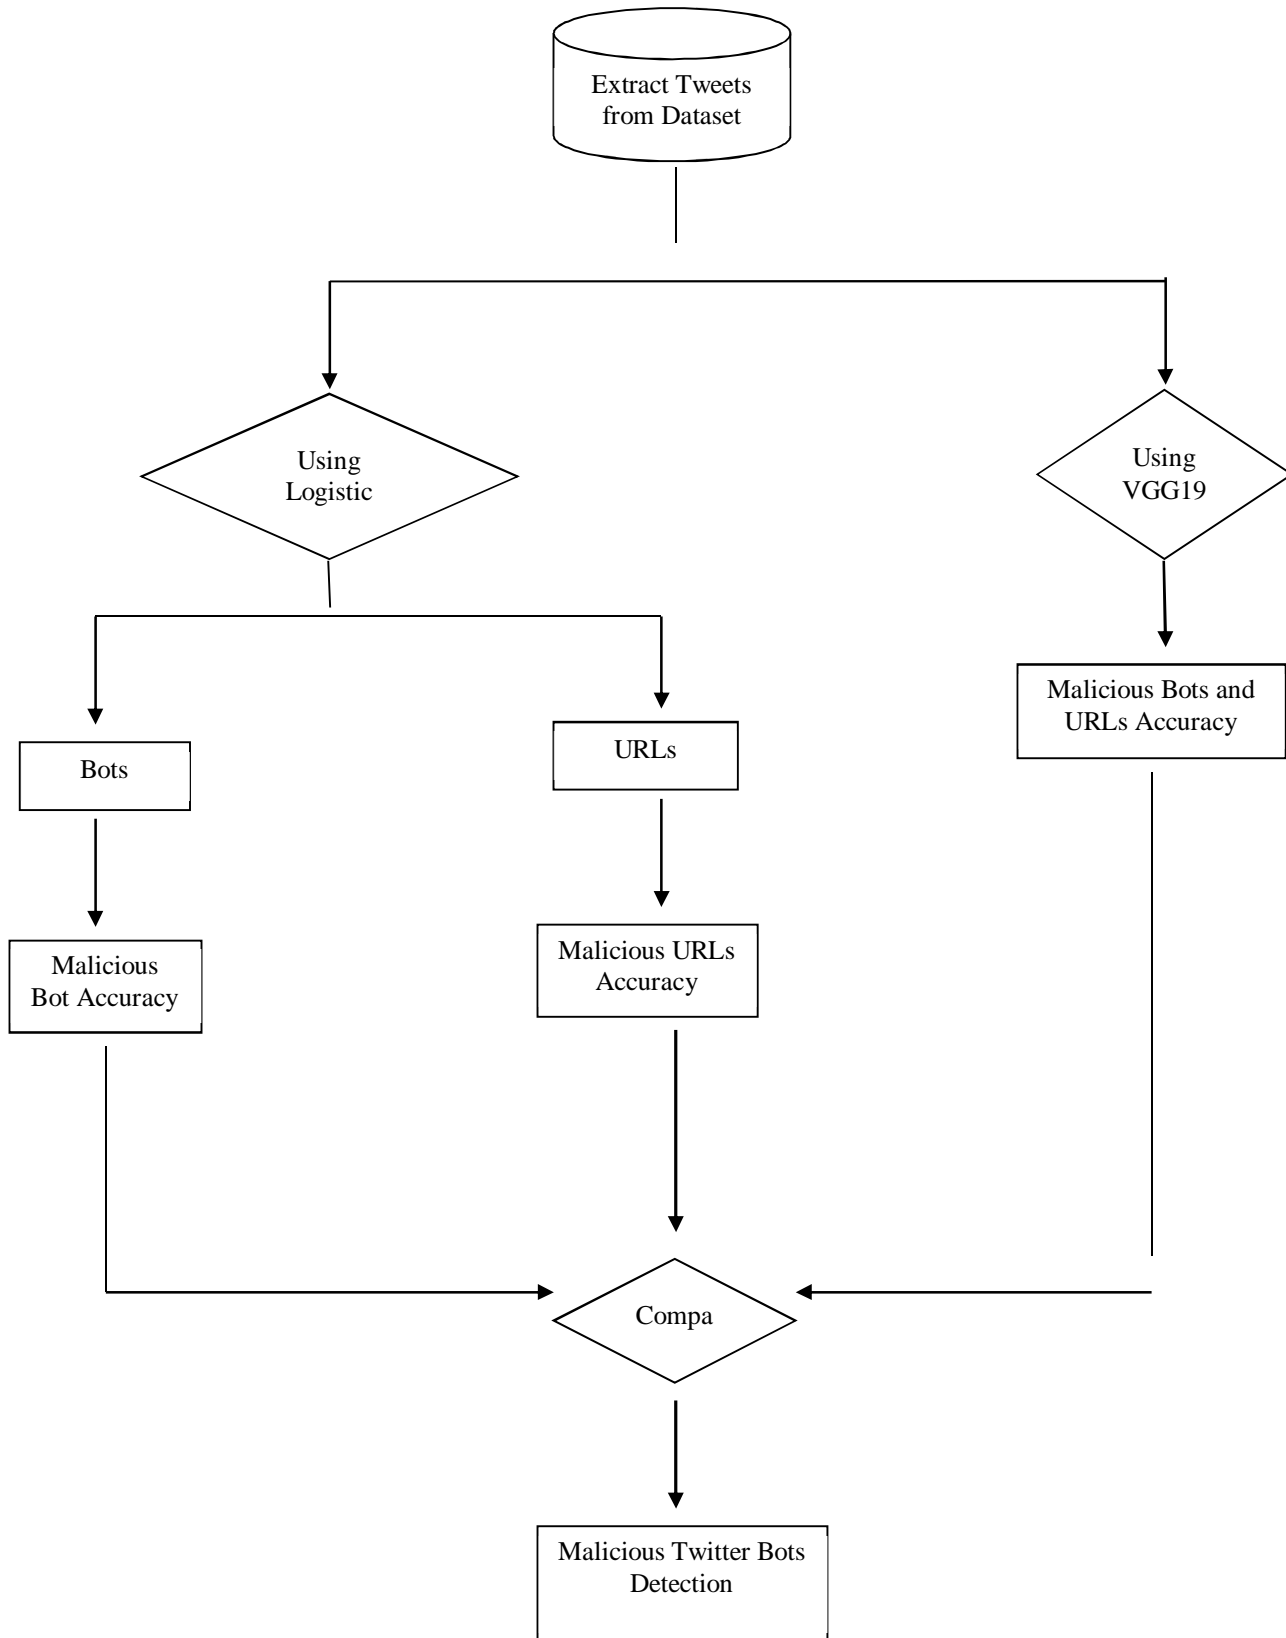 Extract Tweets
from Dataset
Using
Logistic
Using
VGG19
Malicious Bots and
URLs Accuracy
Bots
URLs
Malicious
Bot Accuracy
Malicious URLs
Accuracy
Compa
Malicious Twitter Bots
Detection